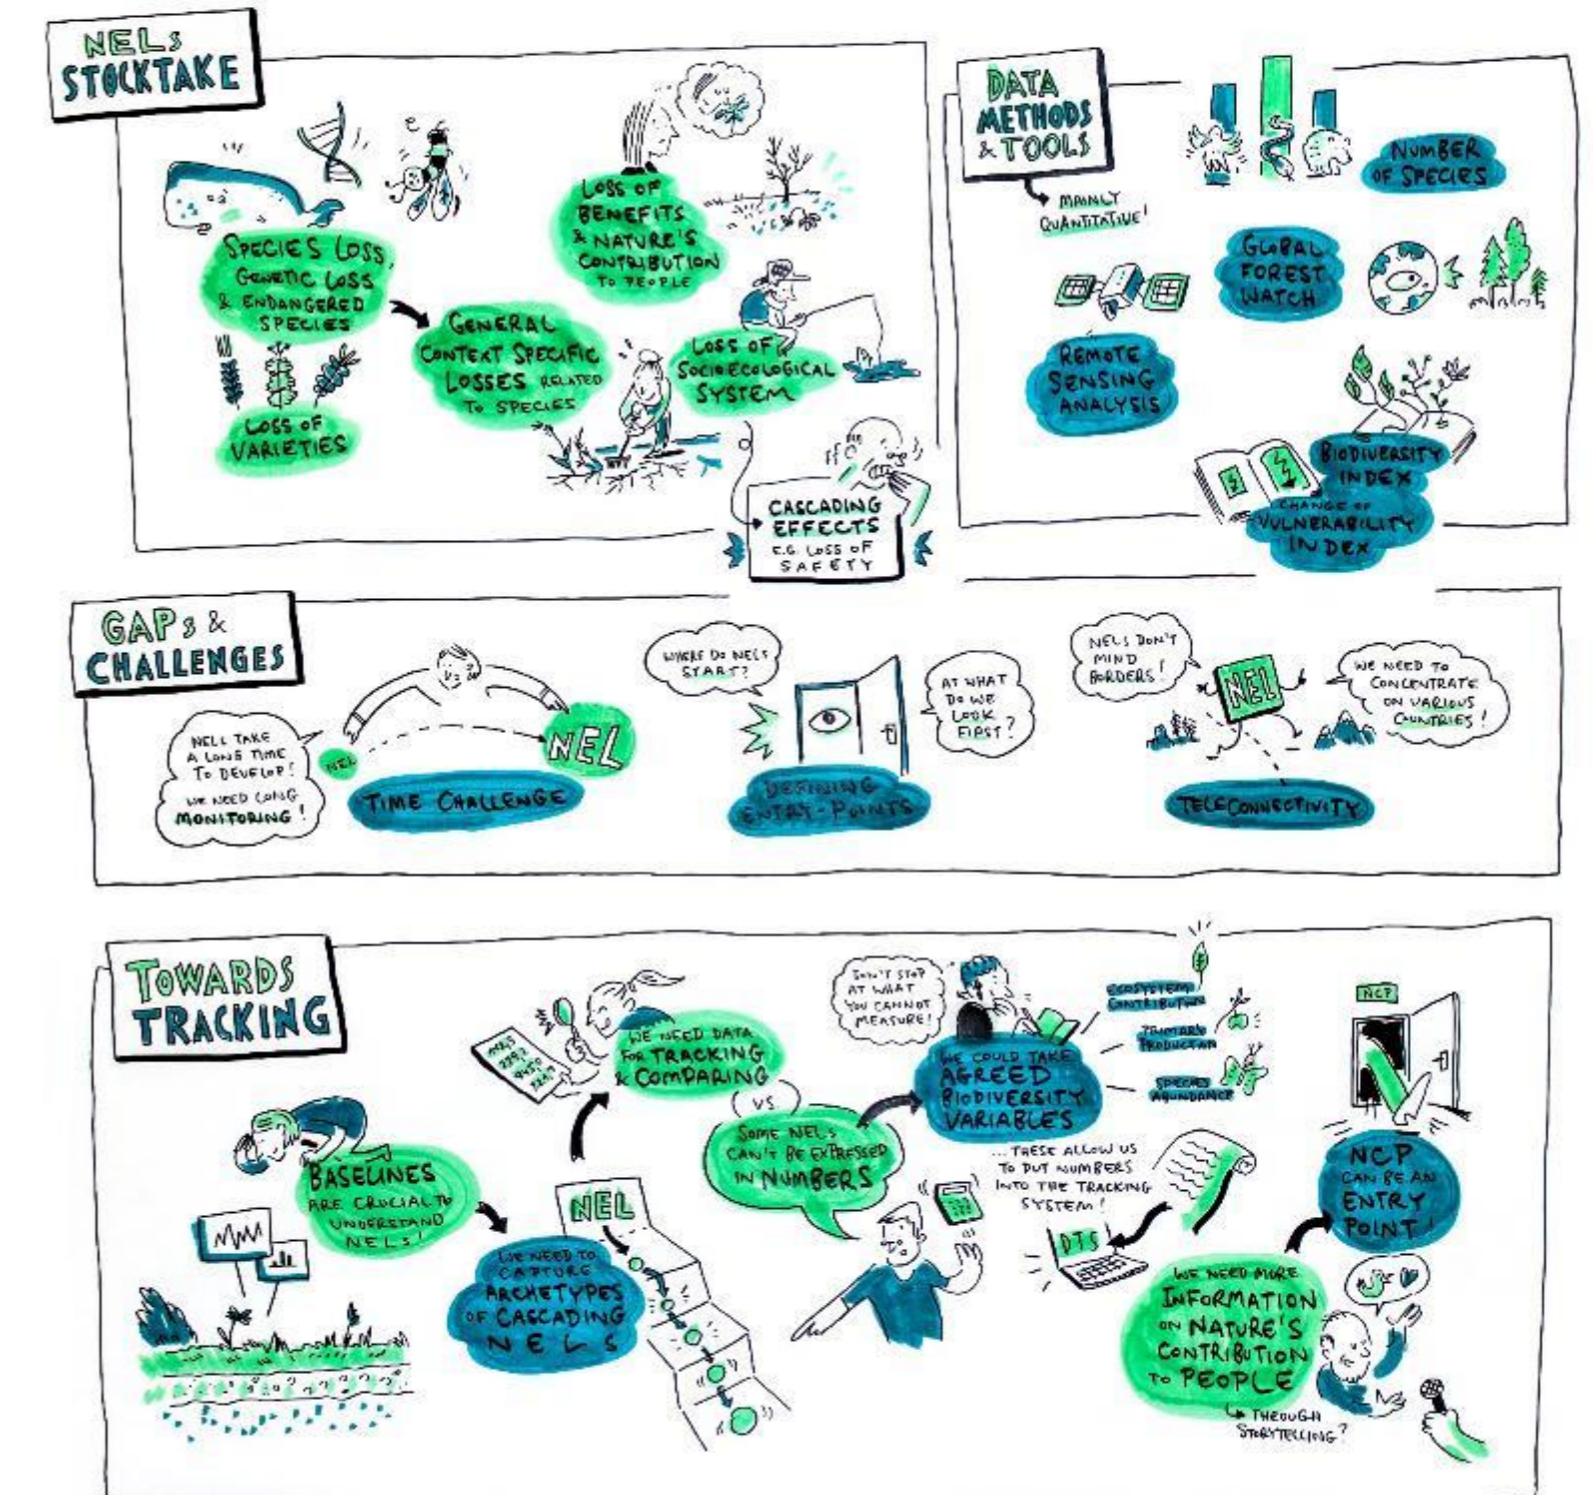 NELs
STOCKTAKE
SPECIES LOSS,
GENETIC LOSS
& ENDANGERED
SPECIES
LOSS OF
VARIETIES
GENERAL
CONTEXT SPECIFIC
LOSSES RELATED
TO SPECIES
LOSS OF
BENEFITS
& NATURE'S
CONTRIBUTION
TO PEOPLE
LOSS OF
SOCIOECOLOGICAL
SYSTEM
CASCADING
EFFECTS
E.G. LOSS OF
SAFETY
DATA
METHODS
& TOOLS
MAINLY
QUANTITATIVE!
NUMBER
OF SPECIES
GLOBAL
FOREST
WATCH
REMOTE
SENSING
ANALYSIS
BIODIVERSITY
INDEX
CHANGE OF
VULNERABILITY
INDEX
GAPs &
CHALLENGES
NELL TAKE
A LONG TIME
TO DEVELOP!
WE NEED LONG
MONITORING!
NEL
NEL
TIME CHALLENGE
WHERE DO NELs
START?
AT WHAT
DO WE
LOOK
FIRST?
DEFINING
ENTRY-POINTS
NELS DON'T
MIND
BORDERS!
NEL
WE NEED TO
CONCENTRATE
ON VARIOUS
COUNTRIES!
TELECONNECTIVITY
TOWARDS
TRACKING
BASELINES
ARE CRUCIAL TO
UNDERSTAND
NELs!
WE NEED TO
CAPTURE
ARCHETYPES
OF CASCADING
NELS
NEL
WE NEED DATA
FOR TRACKING
& COMPARING
VS
SOME NELs
CAN'T BE EXPRESSED
IN NUMBERS
DON'T STOP
AT WHAT
YOU CANNOT
MEASURE!
WE COULD TAKE
AGREED
BIODIVERSITY
VARIABLES
ECOSYSTEM
CONTRIBUTION
PRIMARY
PRODUCTION
SPECIES
ABUNDANCE
...THESE ALLOW US
TO PUT NUMBERS
INTO THE TRACKING
SYSTEM!
DTS
WE NEED MORE
INFORMATION
ON NATURE'S
CONTRIBUTION
TO PEOPLE
THROUGH
STORYTELLING?
NCP
NCP
CAN BE AN
ENTRY
POINT!